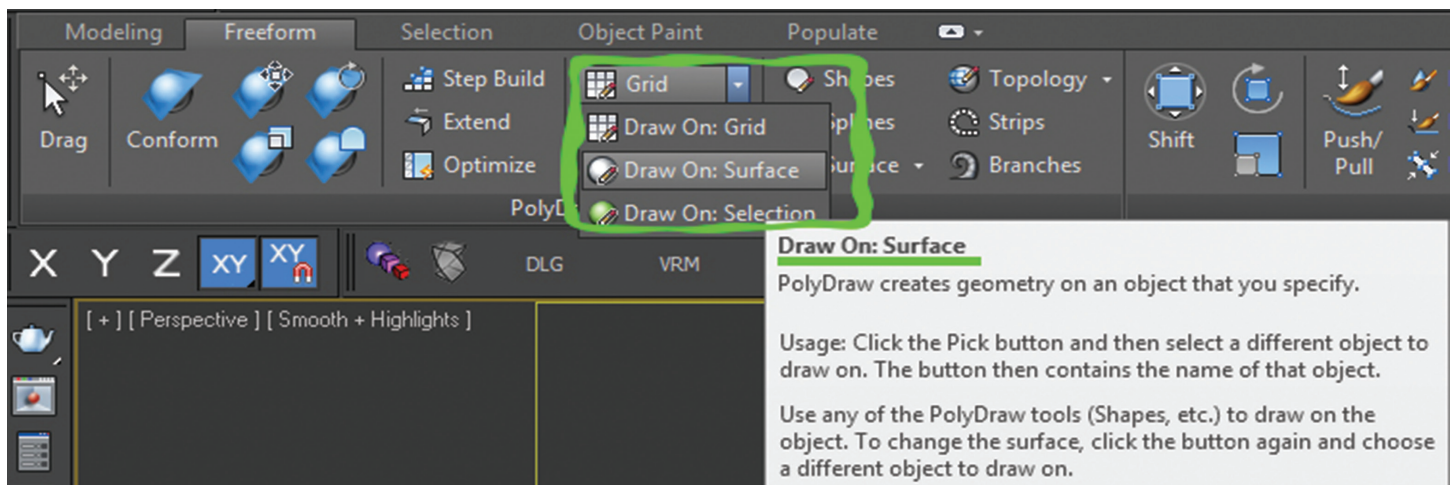 Modeling Freeform Selection Object Paint Populate
Step Build Grid Shapes Topology
Drag Conform Extend Draw On: Grid Splines Strips Shift Push/
Optimize Draw On: Surface Surface Branches Pull
Draw On: Selection
X Y Z XY XY DLG VRM
[ + ] [ Perspective ] [ Smooth + Highlights ]
Draw On: Surface
PolyDraw creates geometry on an object that you specify.
Usage: Click the Pick button and then select a different object to
draw on. The button then contains the name of that object.
Use any of the PolyDraw tools (Shapes, etc.) to draw on the
object. To change the surface, click the button again and choose
a different object to draw on.